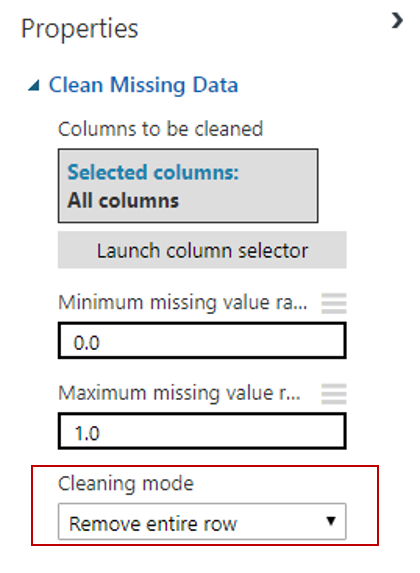 Properties
Clean Missing Data
Columns to be cleaned
Selected columns:
All columns
Launch column selector
Minimum missing value ra...
0.0
Maximum missing value r...
1.0
Cleaning mode
Remove entire row